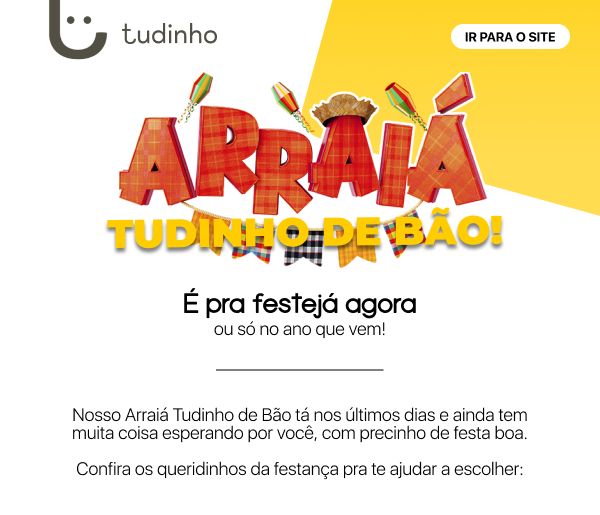 tudinho
IR PARA O SITE
ARRAIÁ
TUDINHO DE BÃO!
É pra festejá agora
ou só no ano que vem!
Nosso Arraiá Tudinho de Bão tá nos últimos dias e ainda tem
muita coisa esperando por você, com precinho de festa boa.
Confira os queridinhos da festança pra te ajudar a escolher: